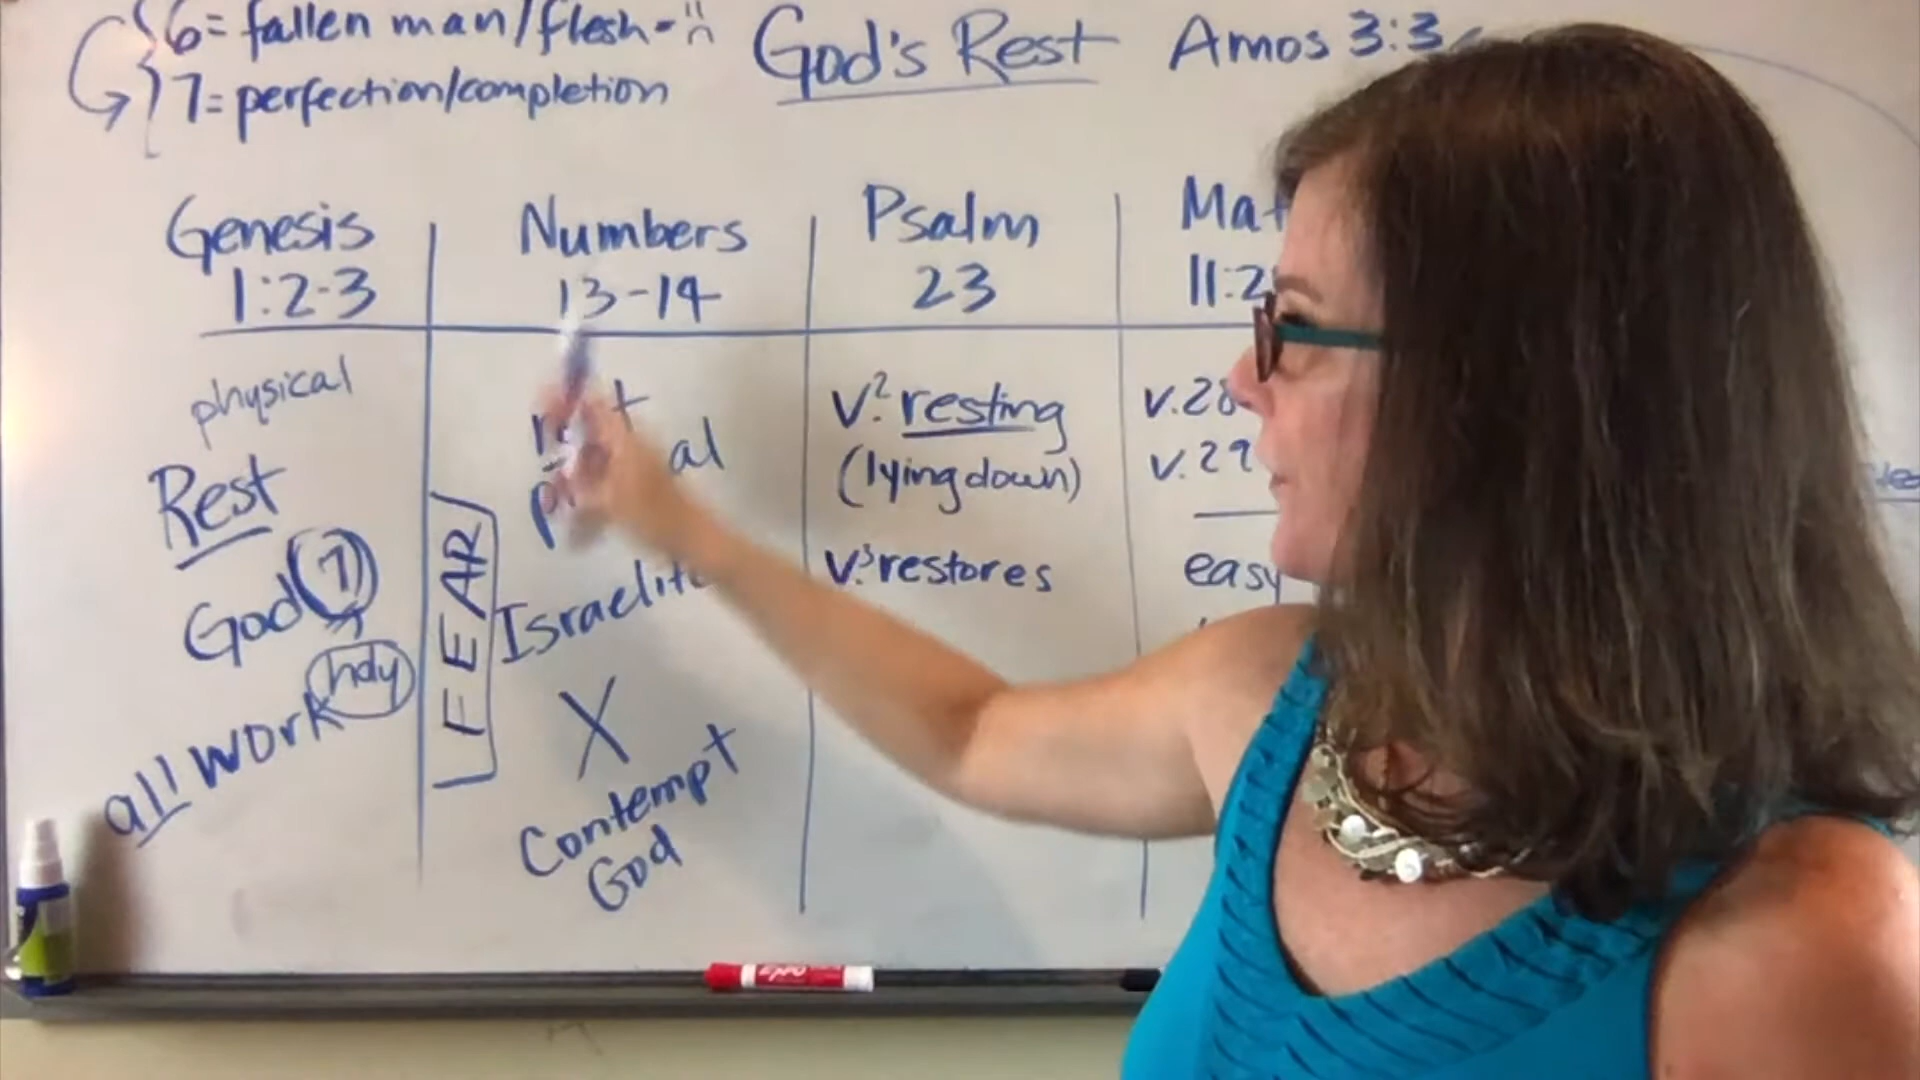 6= fallen man/flesh-
7= perfection/completion
God's Rest
Amos 3:3
Genesis
1:2-3
physical
Rest
God 7
holy
all work
Numbers
13-14
FEAR
X
Contempt
God
Psalm
23
v.2 resting
(lying down)
v.3 restores
v.28
v.29
easy
EXPO